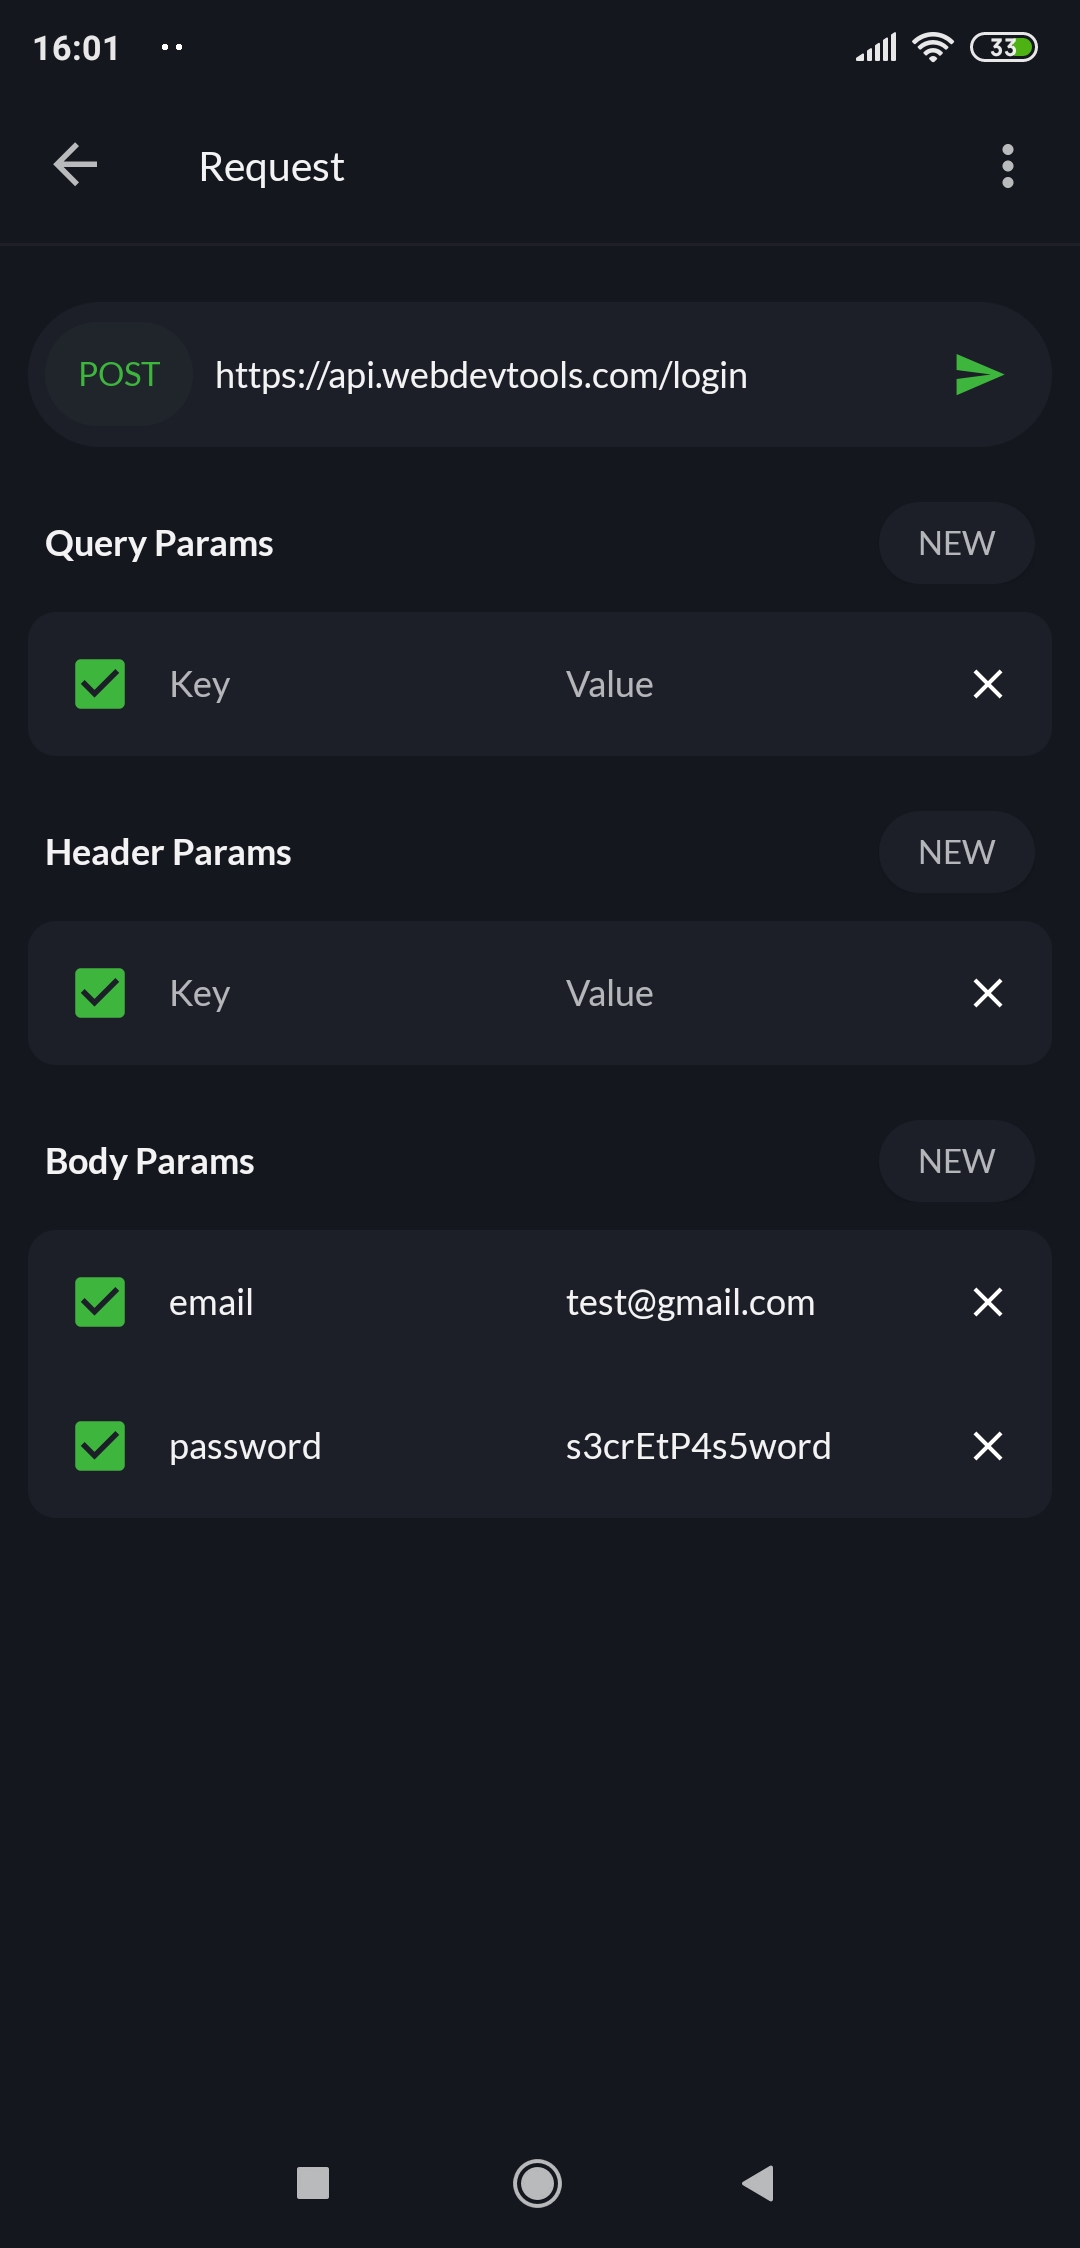 16:01
33
Request
POST https://api.webdevtools.com/login
Query Params NEW
Key Value
Header Params NEW
Key Value
Body Params NEW
email test@gmail.com
password s3crEtP4s5word